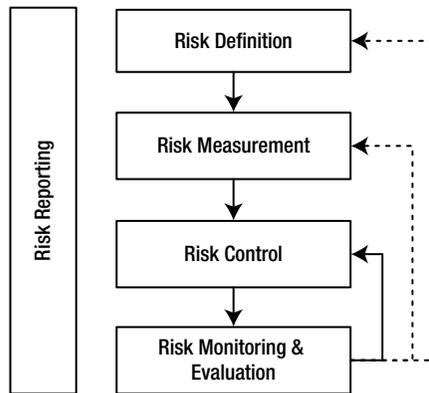 Risk Reporting
Risk Definition
Risk Measurement
Risk Control
Risk Monitoring &
Evaluation